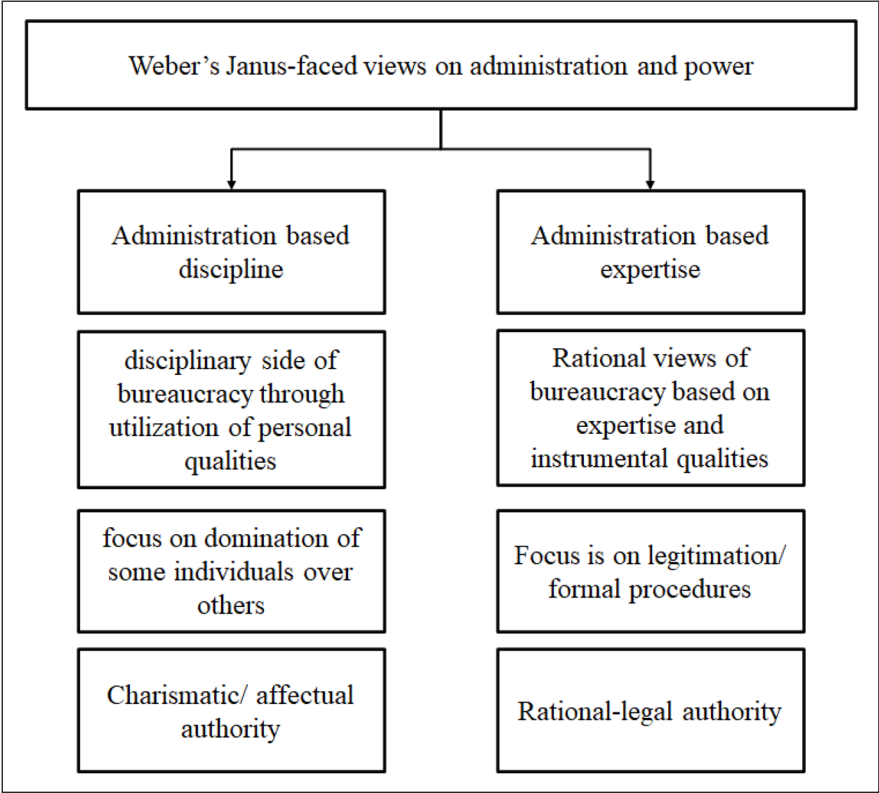 Weber’s Janus-faced views on administration and power
Administration based
discipline
disciplinary side of
bureaucracy through
utilization of personal
qualities
focus on domination of
some individuals over
others
Charismatic/ affectual
authority
Administration based
expertise
Rational views of
bureaucracy based on
expertise and
instrumental qualities
Focus is on legitimation/
formal procedures
Rational-legal authority